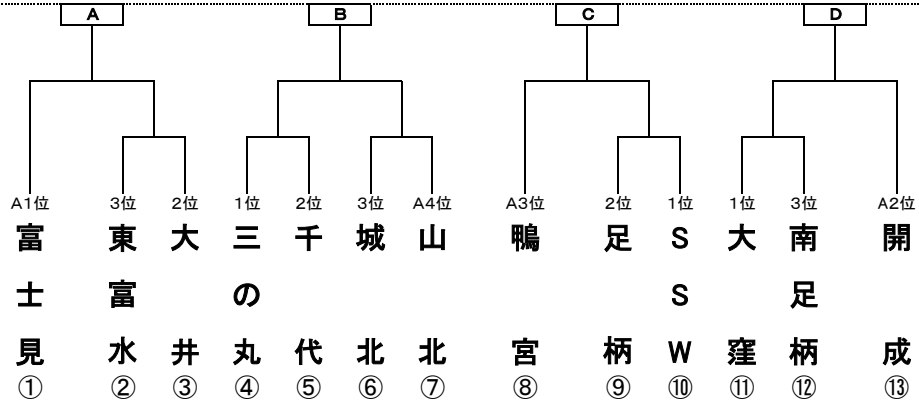 A B C D
A1位 3位 2位 1位 2位 3位 A4位 A3位 2位 1位 1位 3位 A2位
富士見 東富水 大井 三の丸 千代 城北 山北 鴨宮 足柄 SSW 大窪 南足柄 開成
① ② ③ ④ ⑤ ⑥ ⑦ ⑧ ⑨ ⑩ ⑪ ⑫ ⑬